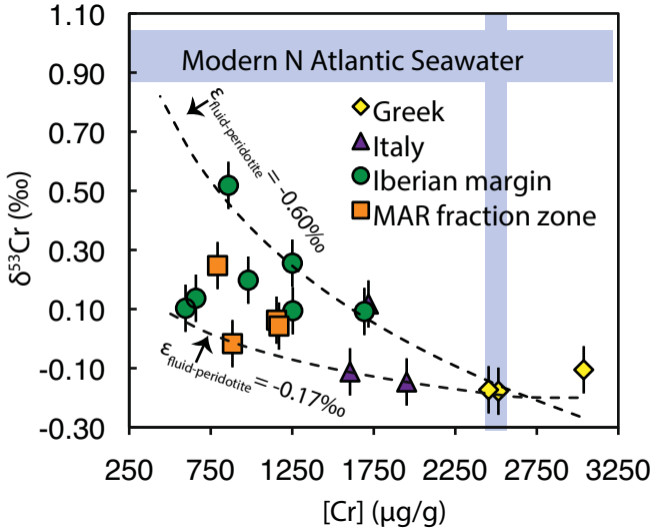 1.10
0.90
0.70
0.50
0.30
0.10
-0.10
-0.30
δ⁵³Cr (‰)
Modern N Atlantic Seawater
Greek
Italy
Iberian margin
MAR fraction zone
εfluid-peridotite = -0.60‰
εfluid-peridotite = -0.17‰
250 750 1250 1750 2250 2750 3250
[Cr] (µg/g)